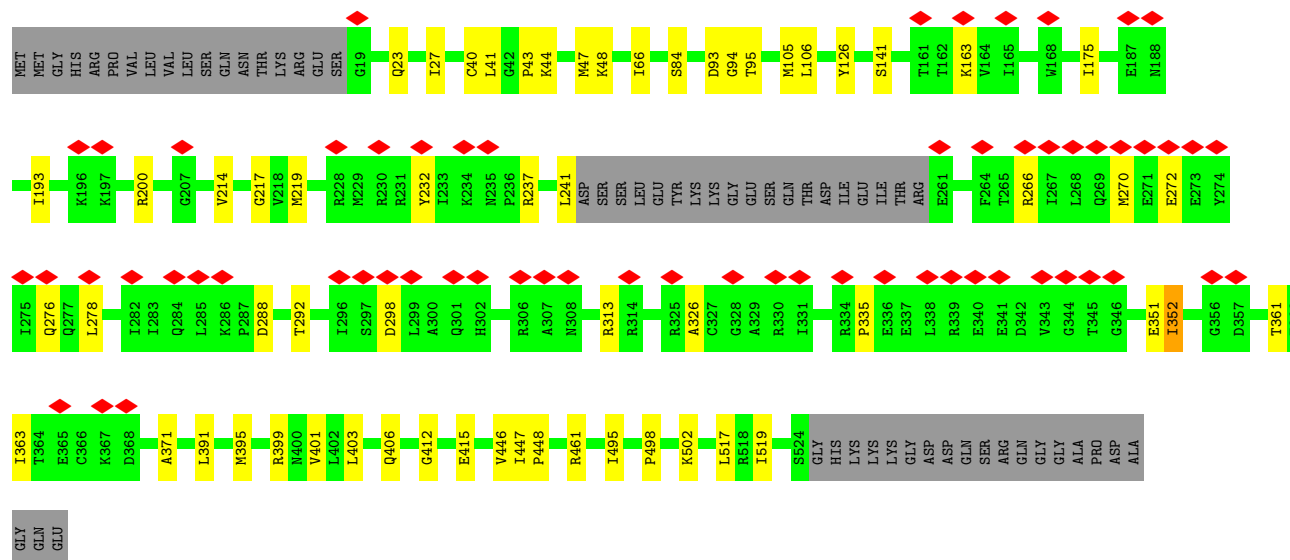 MET MET GLY HIS ARG PRO VAL LEU VAL LEU SER GLN ASN THR LYS ARG GLU SER G19 Q23 I27 C40 L41 G42 P43 K44 M47 K48 I66 S84 D93 G94 T95 M105 L106 Y126 S141 T161 T162 K163 V164 I165 W168 I175 E187 N188
I193 K196 K197 R200 G207 V214 G217 V218 M219 R228 M229 R230 R231 Y232 I233 K234 N235 P236 R237 L241 ASP SER SER LEU GLU TYR LYS LYS GLY GLU SER GLN THR ASP ILE GLU ILE THR ARG E261 F264 T265 R266 I267 L268 Q269 M270 E271 E272 E273 Y274
I275 Q276 Q277 L278 I282 I283 Q284 L285 K286 P287 D288 T292 I296 S297 D298 L299 A300 Q301 H302 R306 A307 N308 R313 R314 R325 A326 C327 G328 A329 R330 I331 R334 P335 E336 E337 L338 R339 E340 E341 D342 V343 G344 T345 G346 E351 I352 G356 D357 T361
I363 T364 E365 C366 K367 D368 A371 L391 M395 R399 N400 V401 L402 L403 Q406 G412 E415 V446 I447 P448 R461 I495 P498 K502 L517 R518 I519 S524 GLY HIS LYS LYS LYS GLY ASP ASP GLN SER ARG GLN GLY GLY ALA PRO ASP ALA
GLY GLN GLU